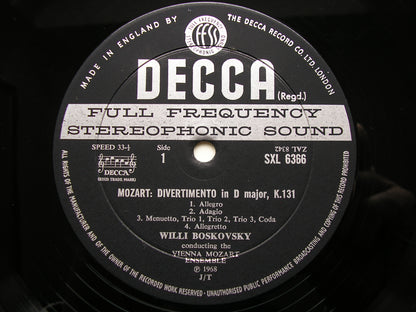 MADE IN ENGLAND BY THE DECCA RECORD CO. LTD. LONDON
FULL FREQUENCY
FFSS
STEREOPHONIC SOUND
DECCA
(Regd.)
FULL FREQUENCY
STEREOPHONIC SOUND
SPEED 33⅓ Side ZAL.8342
1 SXL 6366
DECCA
MOZART: DIVERTIMENTO in D major, K.131
1. Allegro
2. Adagio
3. Menuetto, Trio 1, Trio 2, Trio 3, Coda
4. Allegretto
WILLI BOSKOVSKY
conducting the
VIENNA MOZART
ENSEMBLE
℗ 1968
J/T
ALL RIGHTS OF THE MANUFACTURER AND OF THE OWNER OF THE RECORDED WORK RESERVED · UNAUTHORISED PUBLIC PERFORMANCE, BROADCASTING AND COPYING OF THIS RECORD PROHIBITED